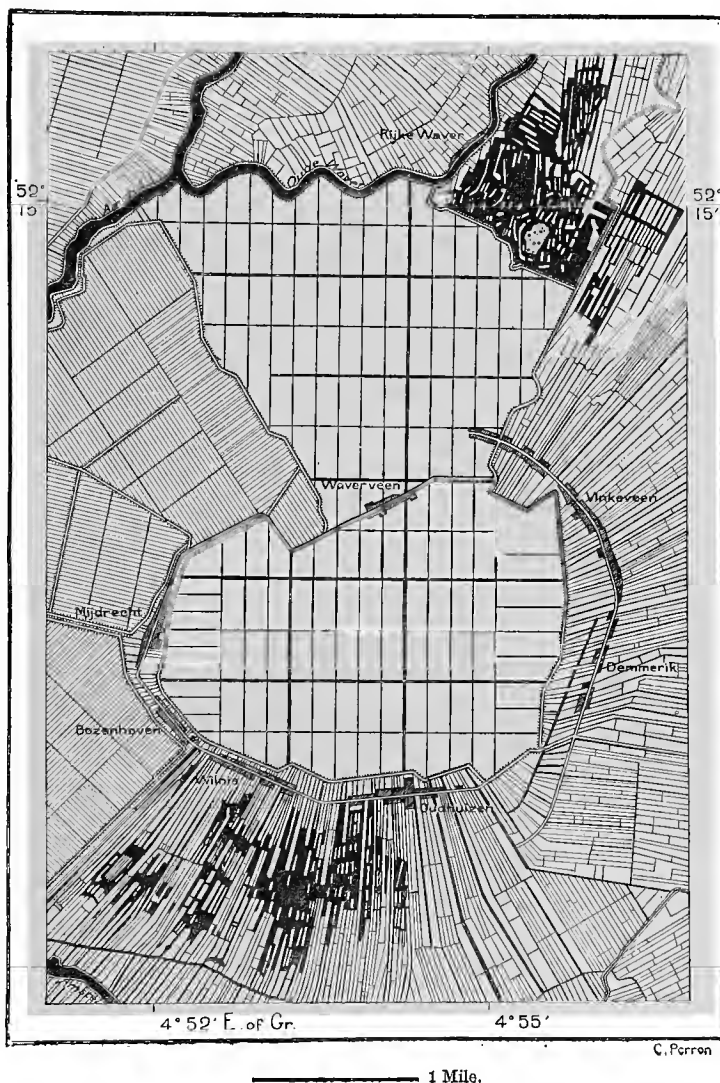 Rijke Waver
Oude Waver
52°
15'
52°
15'
Waverveen
Vinkeveen
Mijdrecht
Demmerik
Bozenhoven
Wilnis
Oudhuizen
4° 52' E. of Gr.
4° 55'
C. Perron
1 Mile.